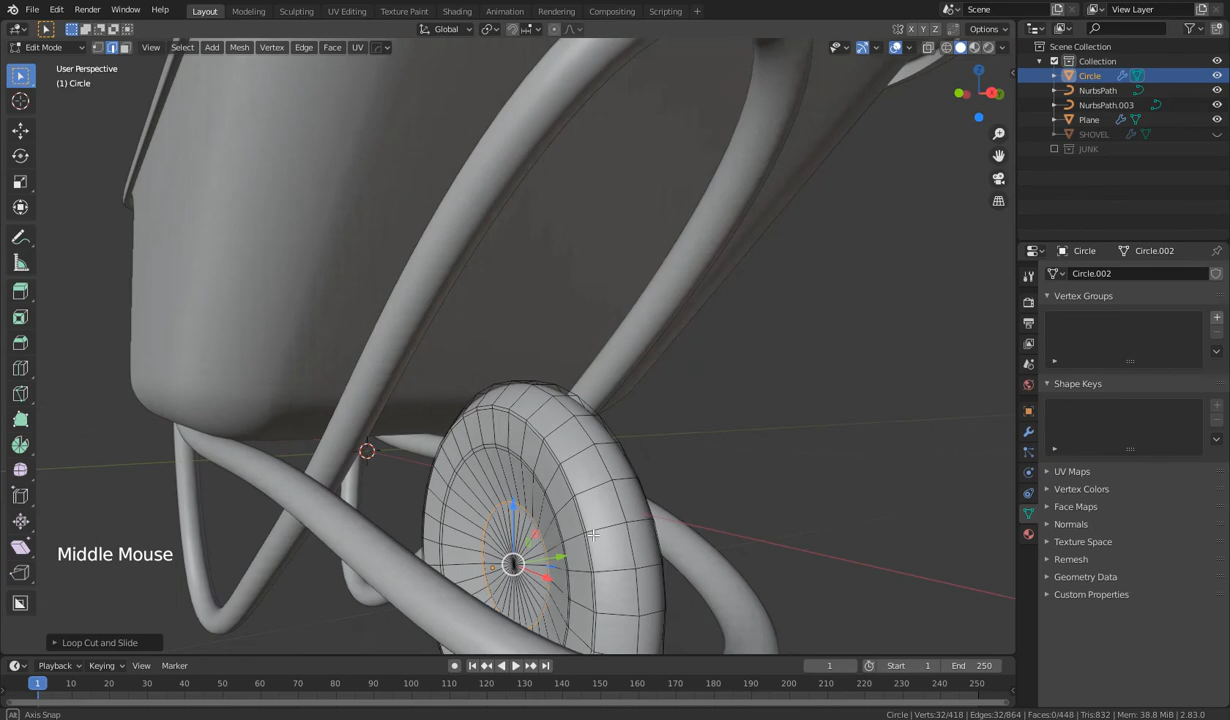 File Edit Render Window Help
Layout Modeling Sculpting UV Editing Texture Paint Shading Animation Rendering Compositing Scripting +
Scene
View Layer
Global
Options
Edit Mode
View Select Add Mesh Vertex Edge Face UV
X Y Z
User Perspective
(1) Circle
Z
X
Y
Scene Collection
Collection
Circle
NurbsPath
NurbsPath.003
Plane
SHOVEL
JUNK
Circle
Circle.002
Circle.002
Vertex Groups
Shape Keys
UV Maps
Vertex Colors
Face Maps
Normals
Texture Space
Remesh
Geometry Data
Custom Properties
Middle Mouse
Loop Cut and Slide
Playback Keying View Marker
1
Start 1
End 250
1 10 20 30 40 50 60 70 80 90 100 110 120 130 140 150 160 170 180 190 200 210 220 230 240 250
Alt Axis Snap
Circle | Verts:32/418 | Edges:32/864 | Faces:0/448 | Tris:832 | Mem: 38.8 MiB | 2.83.0